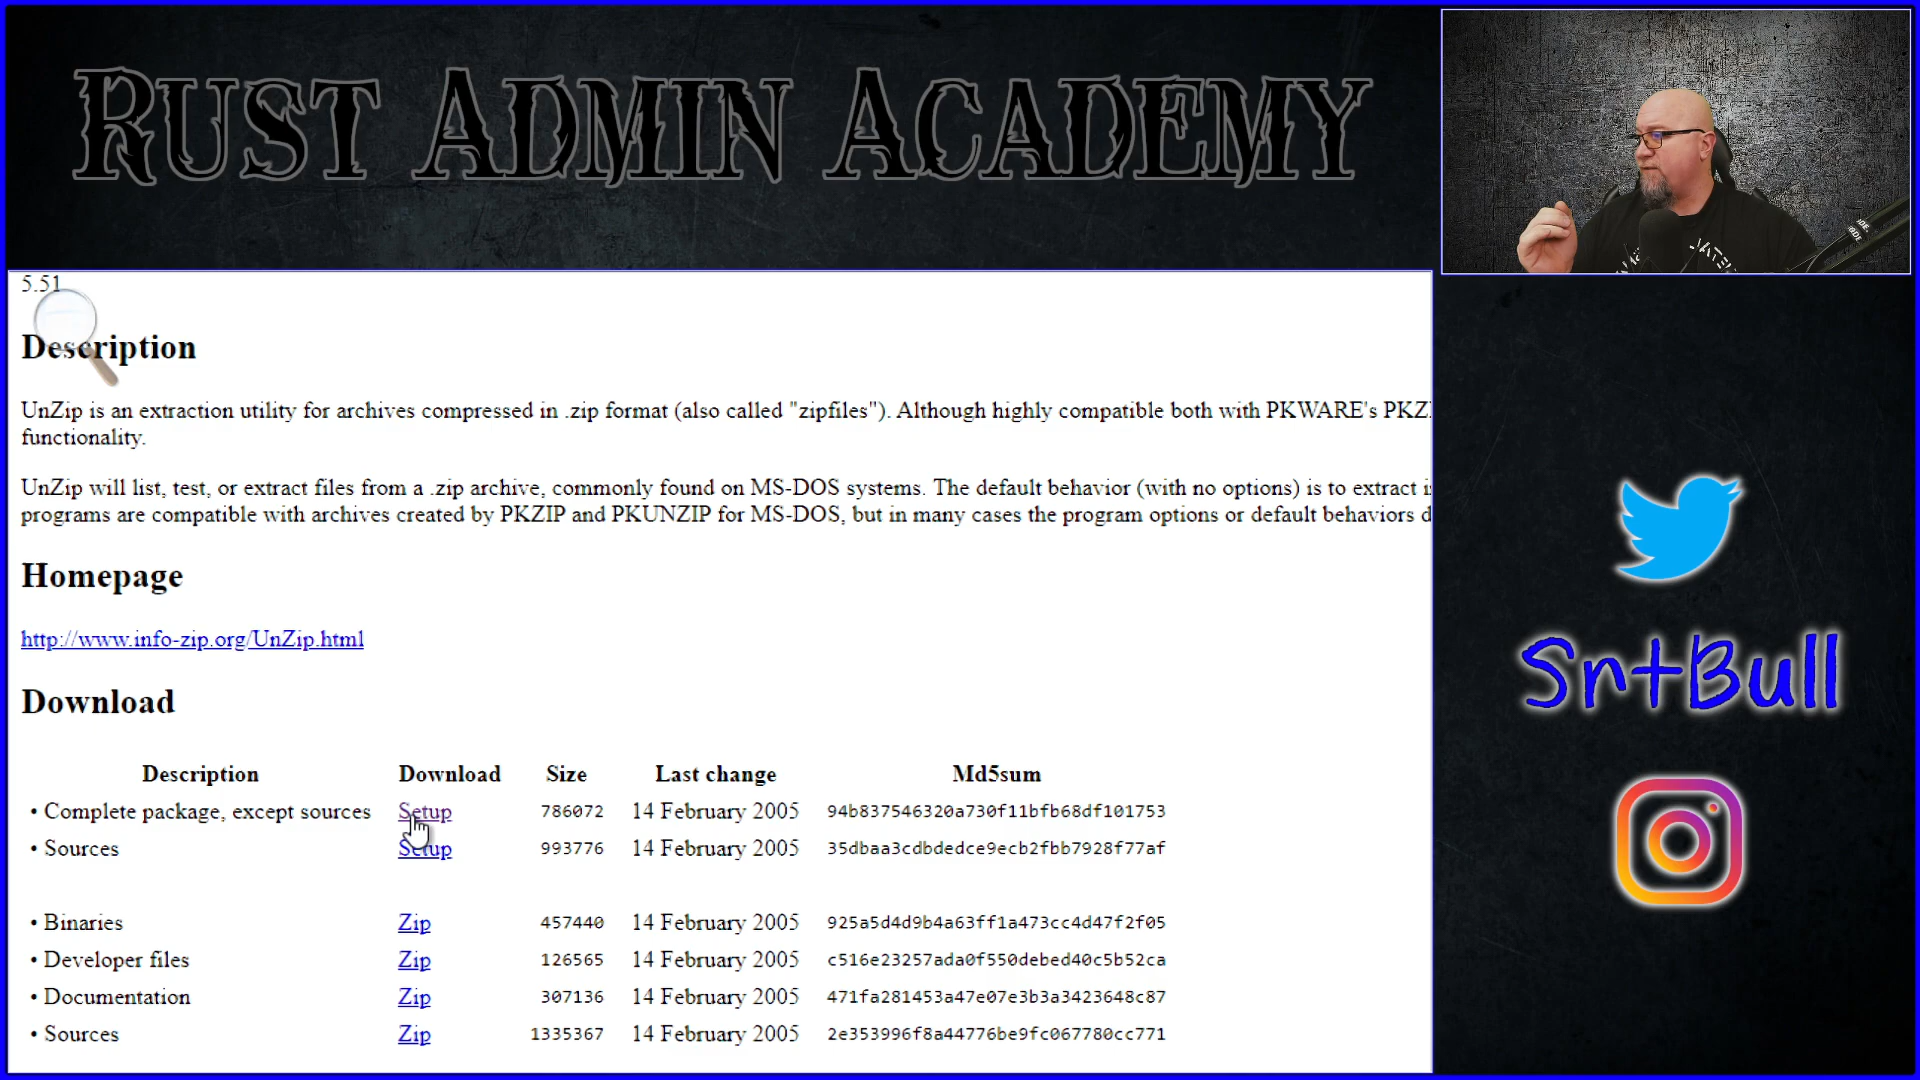 Rust Admin Academy
5.51
Description
UnZip is an extraction utility for archives compressed in .zip format (also called "zipfiles"). Although highly compatible both with PKWARE's PKZ
functionality.
UnZip will list, test, or extract files from a .zip archive, commonly found on MS-DOS systems. The default behavior (with no options) is to extract i
programs are compatible with archives created by PKZIP and PKUNZIP for MS-DOS, but in many cases the program options or default behaviors d
Homepage
http://www.info-zip.org/UnZip.html
Download
Description Download Size Last change Md5sum
• Complete package, except sources Setup 786072 14 February 2005 94b837546320a730f11bfb68df101753
• Sources Setup 993776 14 February 2005 35dbaa3cdbdedce9ecb2fbb7928f77af
• Binaries Zip 457440 14 February 2005 925a5d4d9b4a63ff1a473cc4d47f2f05
• Developer files Zip 126565 14 February 2005 c516e23257ada0f550debed40c5b52ca
• Documentation Zip 307136 14 February 2005 471fa281453a47e07e3b3a3423648c87
• Sources Zip 1335367 14 February 2005 2e353996f8a44776be9fc067780cc771
SntBull